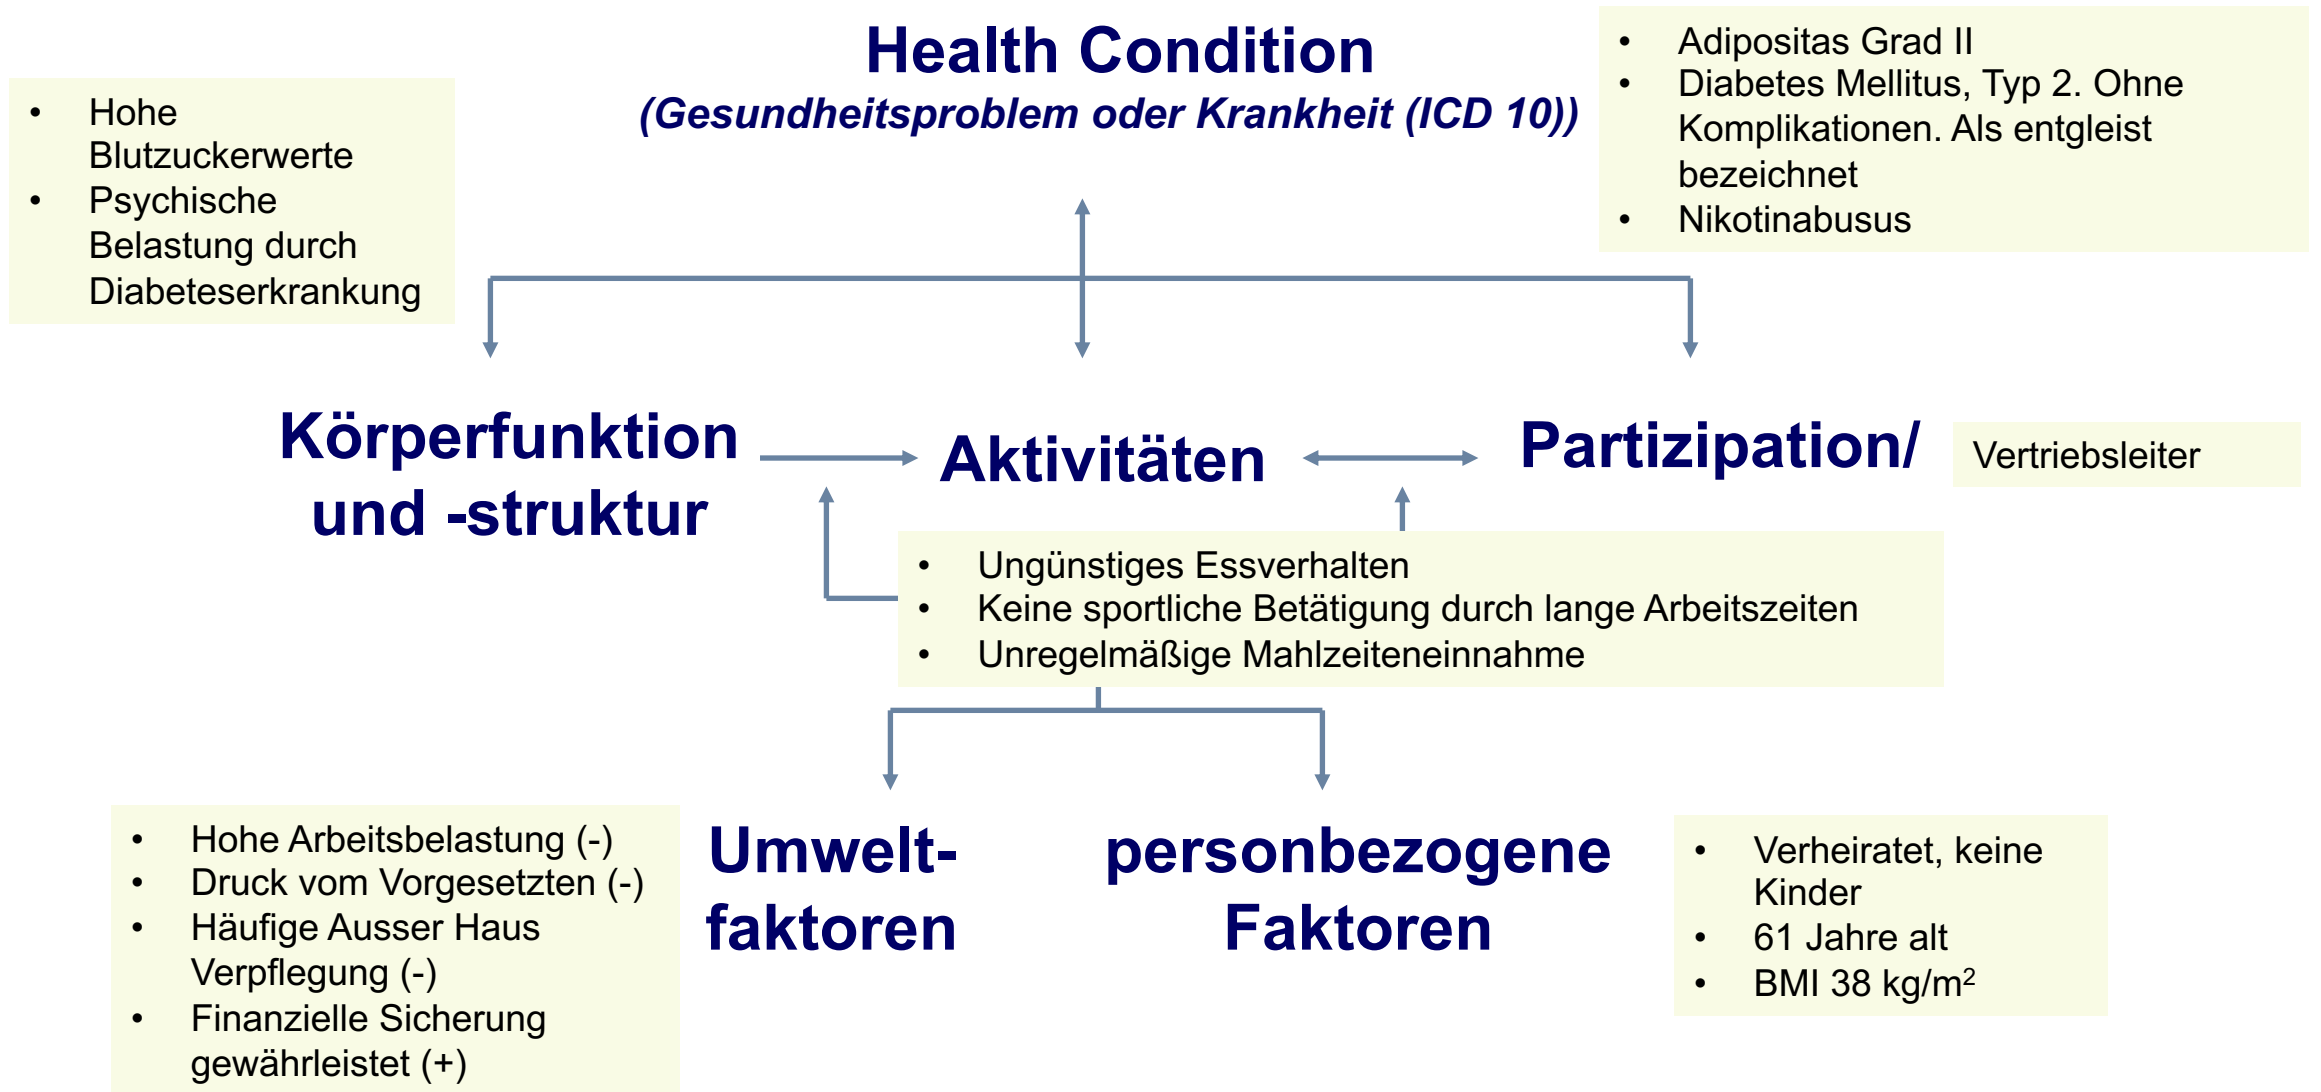 Health Condition
(Gesundheitsproblem oder Krankheit (ICD 10))
• Adipositas Grad II
• Diabetes Mellitus, Typ 2. Ohne
Komplikationen. Als entgleist
bezeichnet
• Nikotinabusus
• Hohe
Blutzuckerwerte
• Psychische
Belastung durch
Diabeteserkrankung
Körperfunktion
und -struktur
Aktivitäten
Partizipation/
Vertriebsleiter
• Ungünstiges Essverhalten
• Keine sportliche Betätigung durch lange Arbeitszeiten
• Unregelmäßige Mahlzeiteneinnahme
• Hohe Arbeitsbelastung (-)
• Druck vom Vorgesetzten (-)
• Häufige Ausser Haus
Verpflegung (-)
• Finanzielle Sicherung
gewährleistet (+)
Umwelt-
faktoren
personbezogene
Faktoren
• Verheiratet, keine
Kinder
• 61 Jahre alt
• BMI 38 kg/m²